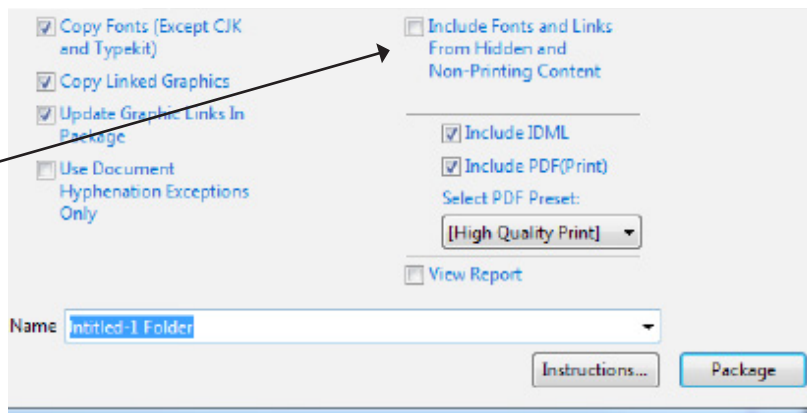 Copy Fonts (Except CJK
and Typekit)
Copy Linked Graphics
Update Graphic Links In
Package
Use Document
Hyphenation Exceptions
Only
Include Fonts and Links
From Hidden and
Non-Printing Content
Include IDML
Include PDF(Print)
Select PDF Preset:
[High Quality Print]
View Report
Name Untitled-1 Folder
Instructions...
Package